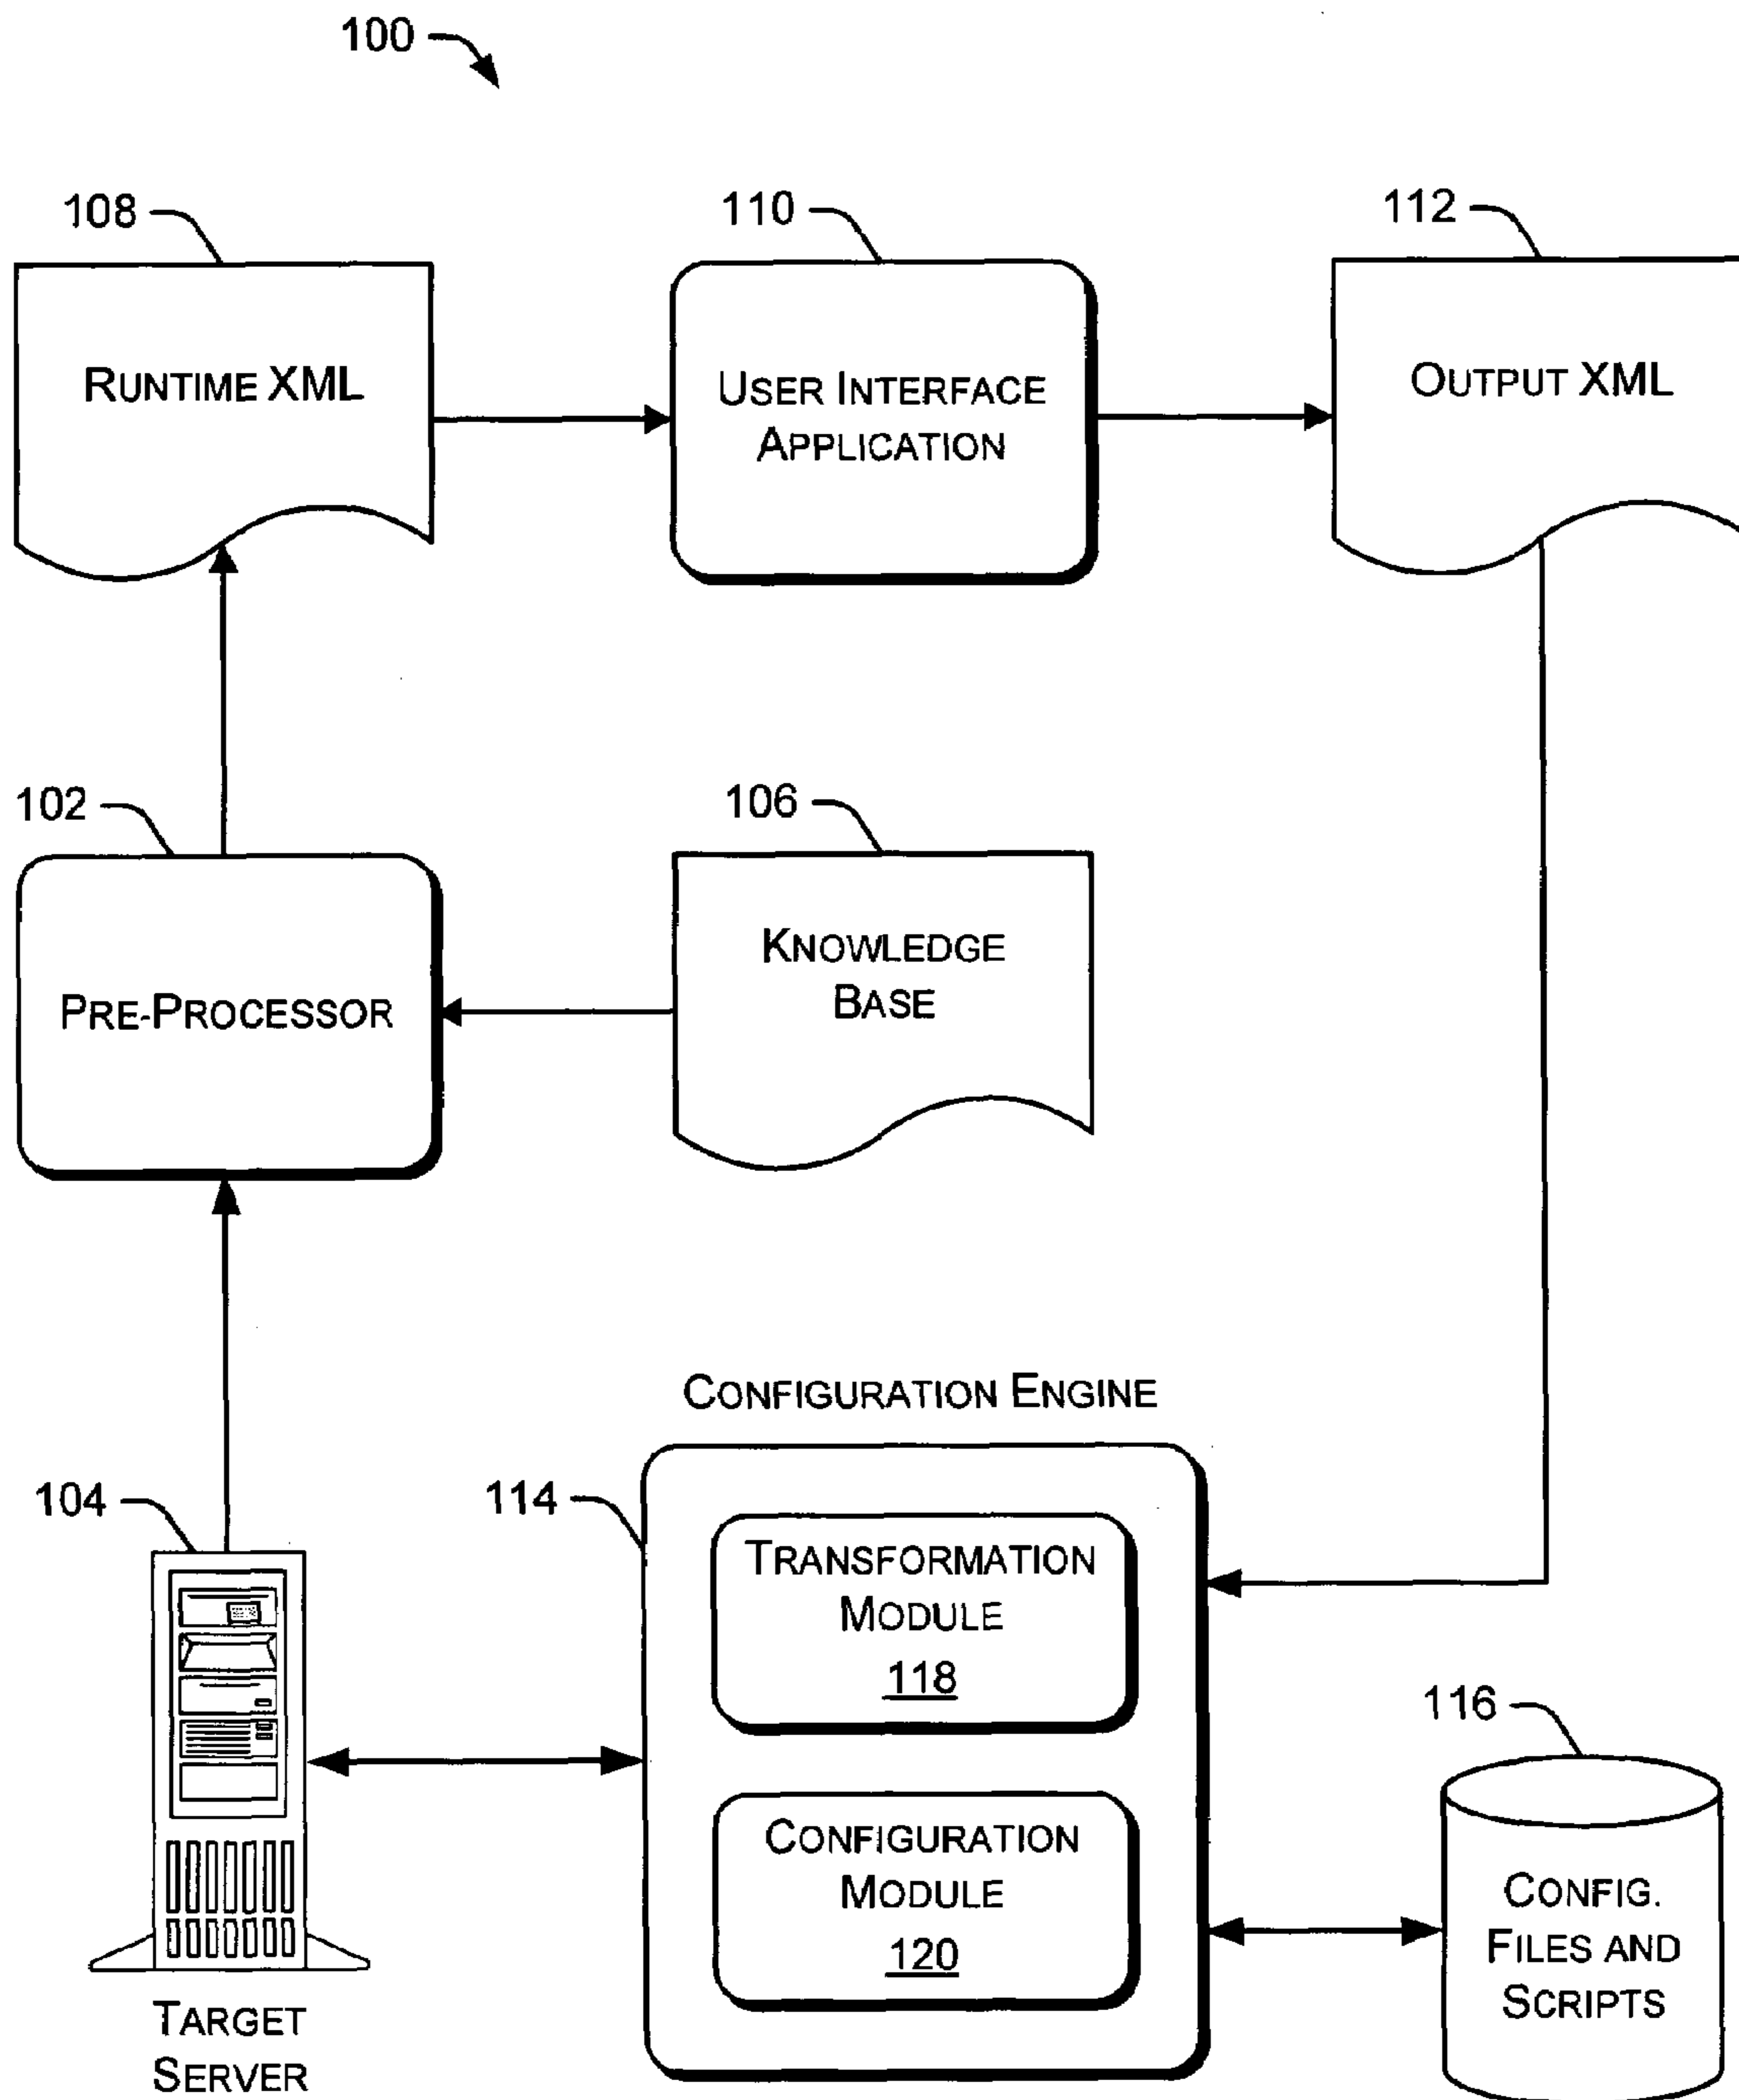 100
108
110
112
RUNTIME XML
USER INTERFACE
APPLICATION
OUTPUT XML
102
106
PRE-PROCESSOR
KNOWLEDGE
BASE
CONFIGURATION ENGINE
104
114
TRANSFORMATION
MODULE
118
116
CONFIGURATION
MODULE
120
CONFIG.
FILES AND
SCRIPTS
TARGET
SERVER